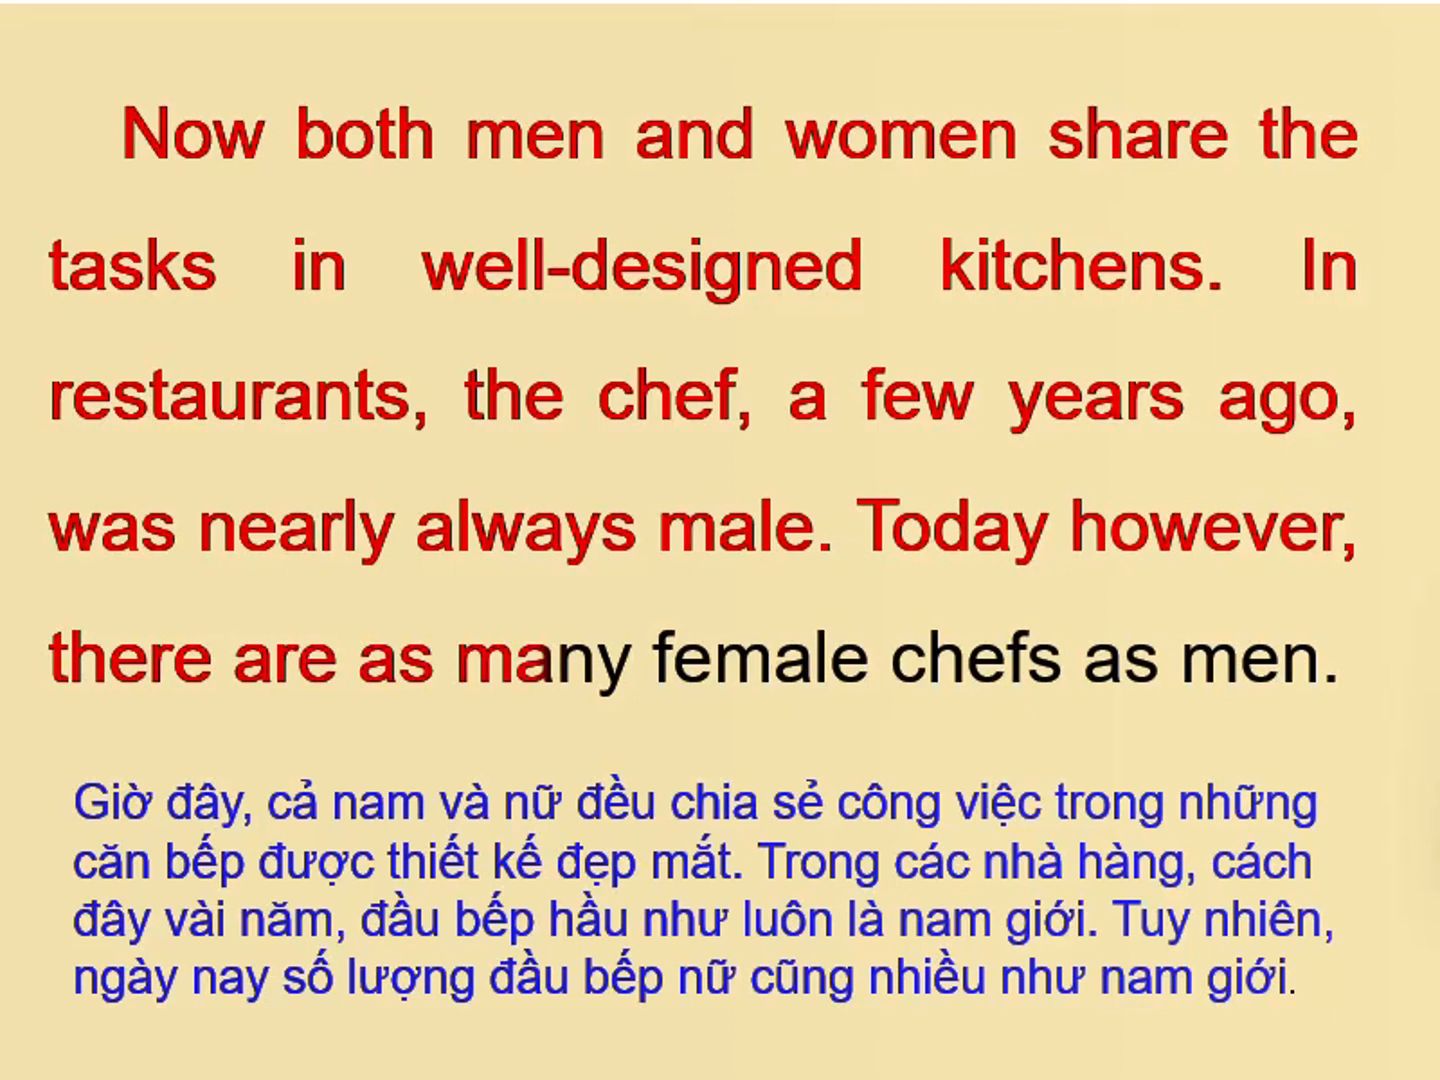 Now both men and women share the
tasks in well-designed kitchens. In
restaurants, the chef, a few years ago,
was nearly always male. Today however,
there are as many female chefs as men.
Giờ đây, cả nam và nữ đều chia sẻ công việc trong những
căn bếp được thiết kế đẹp mắt. Trong các nhà hàng, cách
đây vài năm, đầu bếp hầu như luôn là nam giới. Tuy nhiên,
ngày nay số lượng đầu bếp nữ cũng nhiều như nam giới.